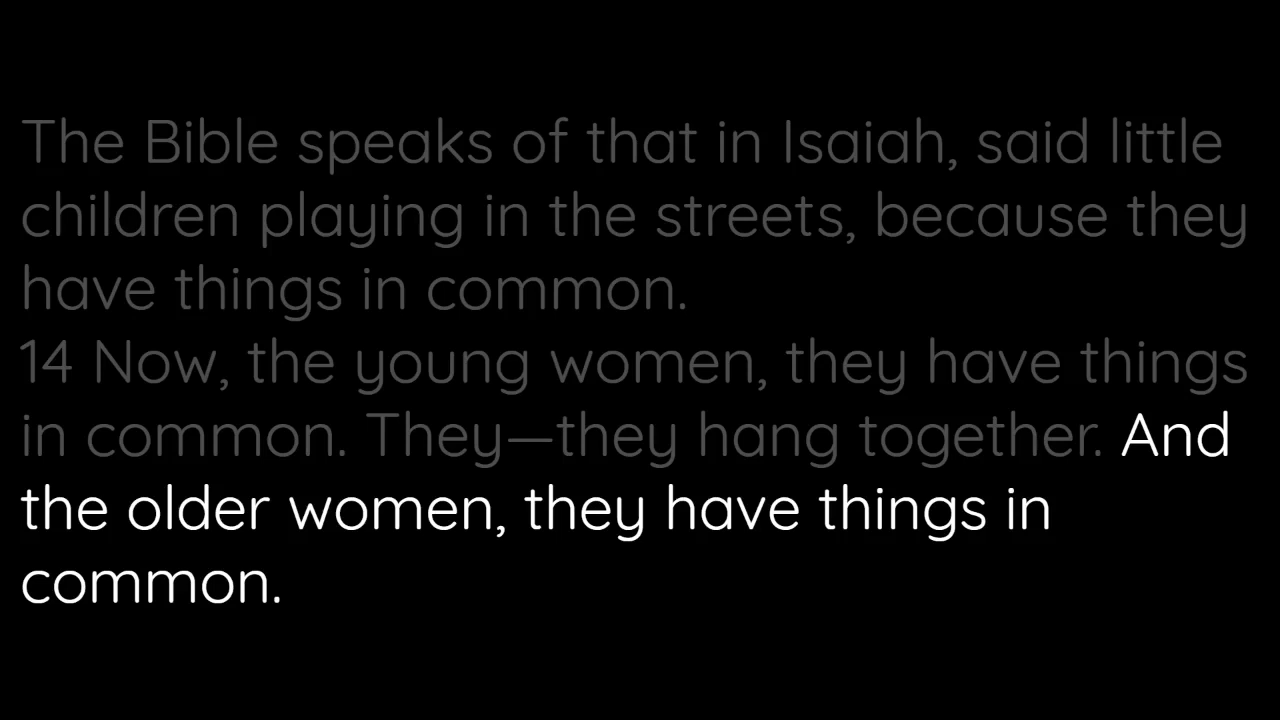 The Bible speaks of that in Isaiah, said little
children playing in the streets, because they
have things in common.
14 Now, the young women, they have things
in common. They—they hang together. And
the older women, they have things in
common.